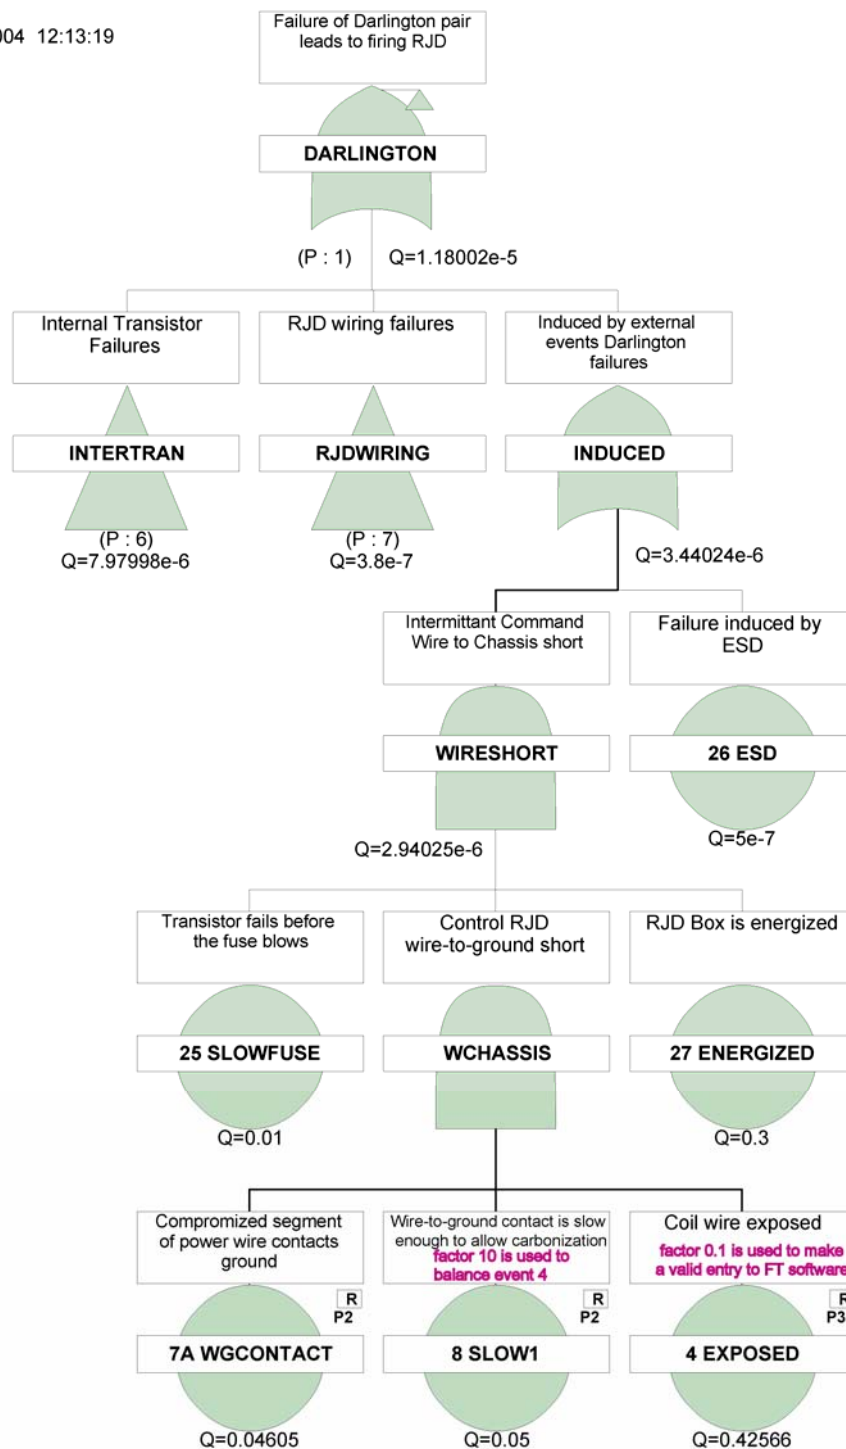 004 12:13:19
Failure of Darlington pair
leads to firing RJD
DARLINGTON
(P : 1) Q=1.18002e-5
Internal Transistor
Failures
RJD wiring failures
Induced by external
events Darlington
failures
INTERTRAN
RJDWIRING
INDUCED
(P : 6)
Q=7.97998e-6
(P : 7)
Q=3.8e-7
Q=3.44024e-6
Intermittant Command
Wire to Chassis short
Failure induced by
ESD
WIRESHORT
26 ESD
Q=2.94025e-6
Q=5e-7
Transistor fails before
the fuse blows
Control RJD
wire-to-ground short
RJD Box is energized
25 SLOWFUSE
WCHASSIS
27 ENERGIZED
Q=0.01
Q=0.3
Compromized segment
of power wire contacts
ground
Wire-to-ground contact is slow
enough to allow carbonization
factor 10 is used to
balance event 4
Coil wire exposed
factor 0.1 is used to make
a valid entry to FT software
R
P2
R
P2
R
P3
7A WGCONTACT
8 SLOW1
4 EXPOSED
Q=0.04605
Q=0.05
Q=0.42566